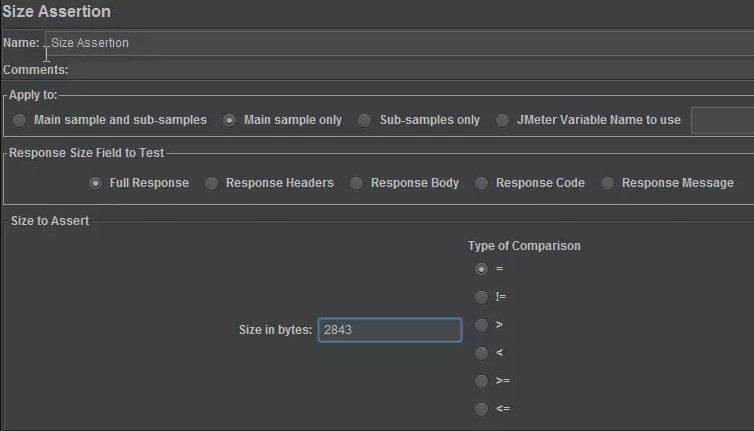 Size Assertion
Name: Size Assertion
Comments:
Apply to:
Main sample and sub-samples Main sample only Sub-samples only JMeter Variable Name to use
Response Size Field to Test
Full Response Response Headers Response Body Response Code Response Message
Size to Assert
Type of Comparison
=
!=
>
Size in bytes: 2843
<
>=
<=